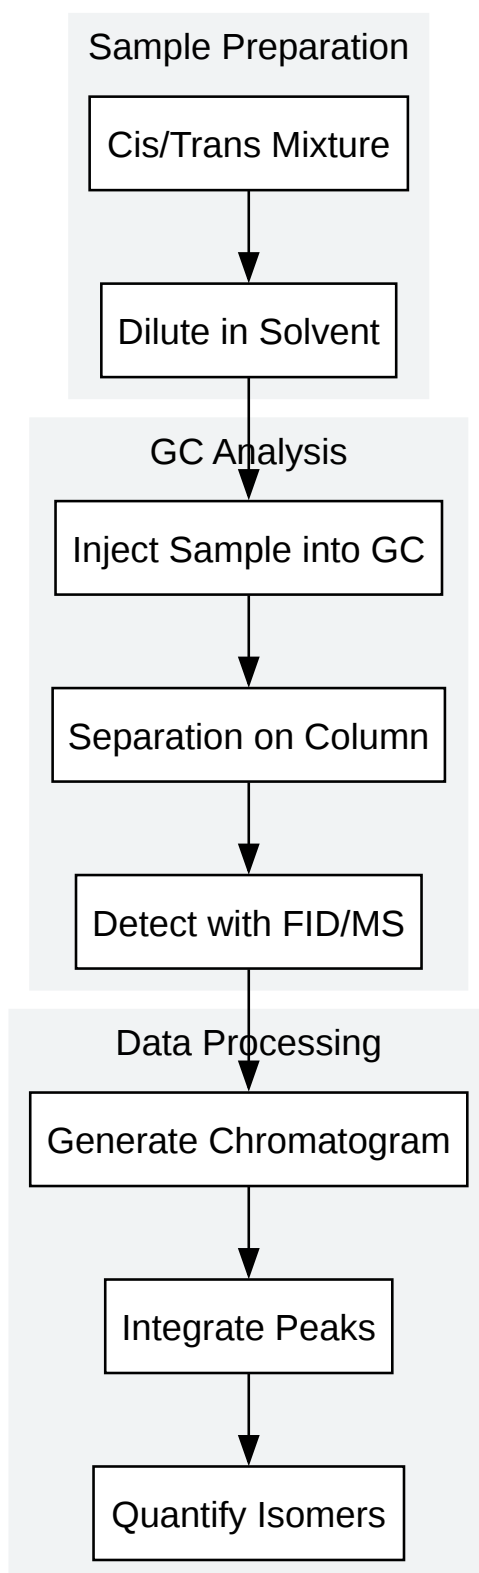 Sample Preparation
Cis/Trans Mixture
Dilute in Solvent
GC Analysis
Inject Sample into GC
Separation on Column
Detect with FID/MS
Data Processing
Generate Chromatogram
Integrate Peaks
Quantify Isomers